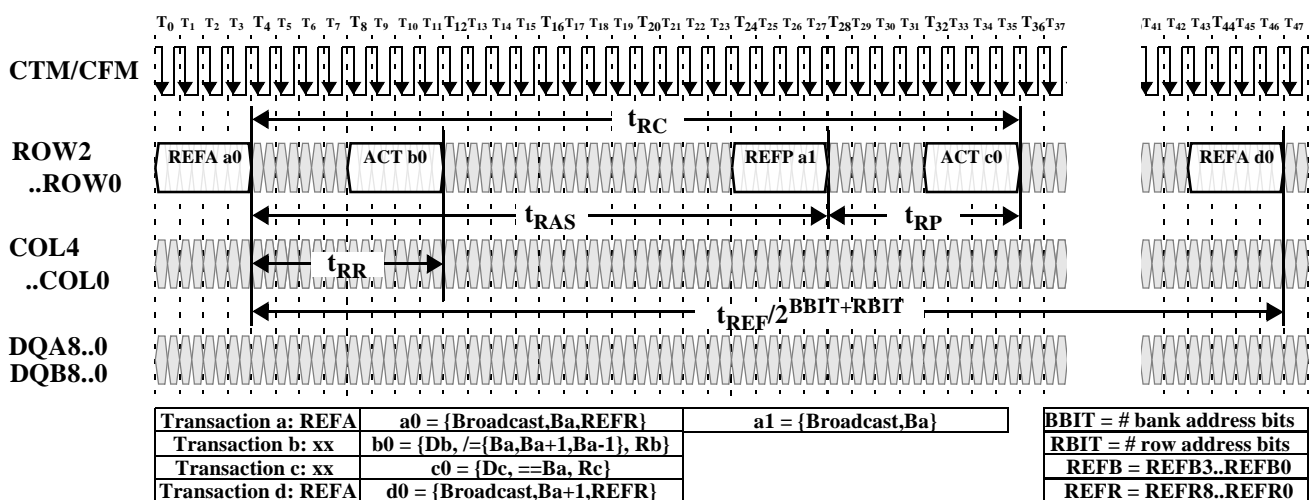 T0 T1 T2 T3 T4 T5 T6 T7 T8 T9 T10 T11 T12 T13 T14 T15 T16 T17 T18 T19 T20 T21 T22 T23 T24 T25 T26 T27 T28 T29 T30 T31 T32 T33 T34 T35 T36 T37 T41 T42 T43 T44 T45 T46 T47
CTM/CFM
tRC
ROW2
..ROW0
REFA a0 ACT b0 REFP a1 ACT c0 REFA d0
tRAS tRP
COL4
..COL0
tRR
tREF/2BBIT+RBIT
DQA8..0
DQB8..0
Transaction a: REFA a0 = {Broadcast,Ba,REFR} a1 = {Broadcast,Ba} BBIT = # bank address bits
Transaction b: xx b0 = {Db, /={Ba,Ba+1,Ba-1}, Rb} RBIT = # row address bits
Transaction c: xx c0 = {Dc, ==Ba, Rc} REFB = REFB3..REFB0
Transaction d: REFA d0 = {Broadcast,Ba+1,REFR} REFR = REFR8..REFR0